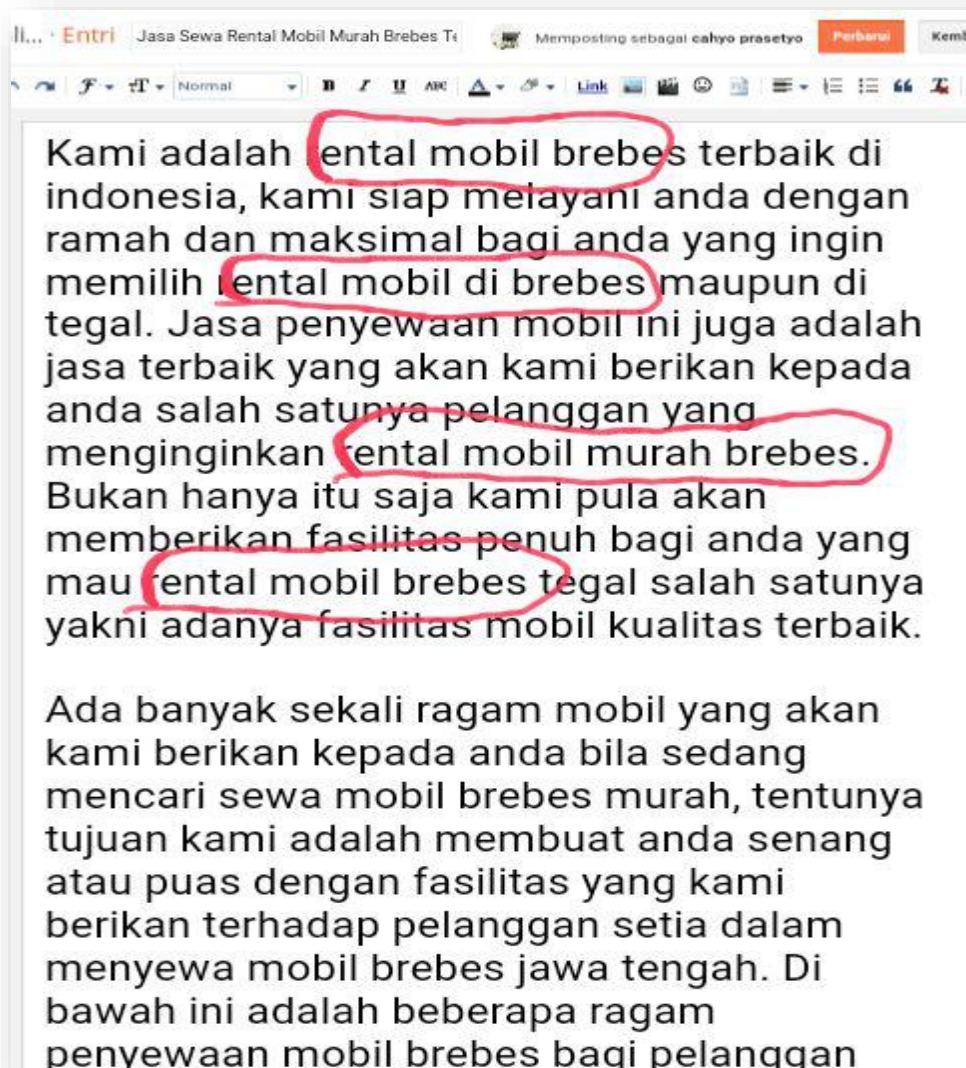 Entri Jasa Sewa Rental Mobil Murah Brebes Memposting sebagai cahyo prasetyo Perbarui
Normal B I U ABC A Link
Kami adalah rental mobil brebes terbaik di
indonesia, kami siap melayani anda dengan
ramah dan maksimal bagi anda yang ingin
memilih rental mobil di brebes maupun di
tegal. Jasa penyewaan mobil ini juga adalah
jasa terbaik yang akan kami berikan kepada
anda salah satunya pelanggan yang
menginginkan rental mobil murah brebes.
Bukan hanya itu saja kami pula akan
memberikan fasilitas penuh bagi anda yang
mau rental mobil brebes tegal salah satunya
yakni adanya fasilitas mobil kualitas terbaik.
Ada banyak sekali ragam mobil yang akan
kami berikan kepada anda bila sedang
mencari sewa mobil brebes murah, tentunya
tujuan kami adalah membuat anda senang
atau puas dengan fasilitas yang kami
berikan terhadap pelanggan setia dalam
menyewa mobil brebes jawa tengah. Di
bawah ini adalah beberapa ragam
penyewaan mobil brebes bagi pelanggan